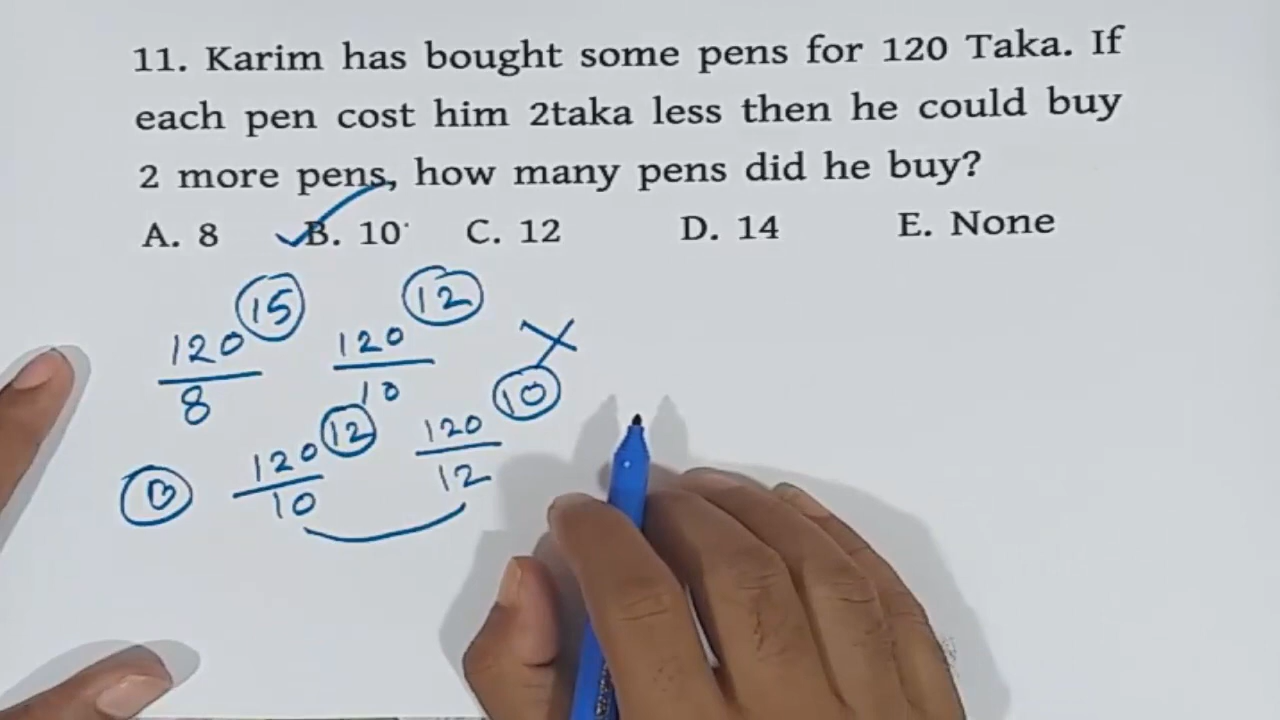 11. Karim has bought some pens for 120 Taka. If
each pen cost him 2taka less then he could buy
2 more pens, how many pens did he buy?
A. 8 B. 10 C. 12 D. 14 E. None
120/8 15 120/10 12
B 120/10 12 120/12 10